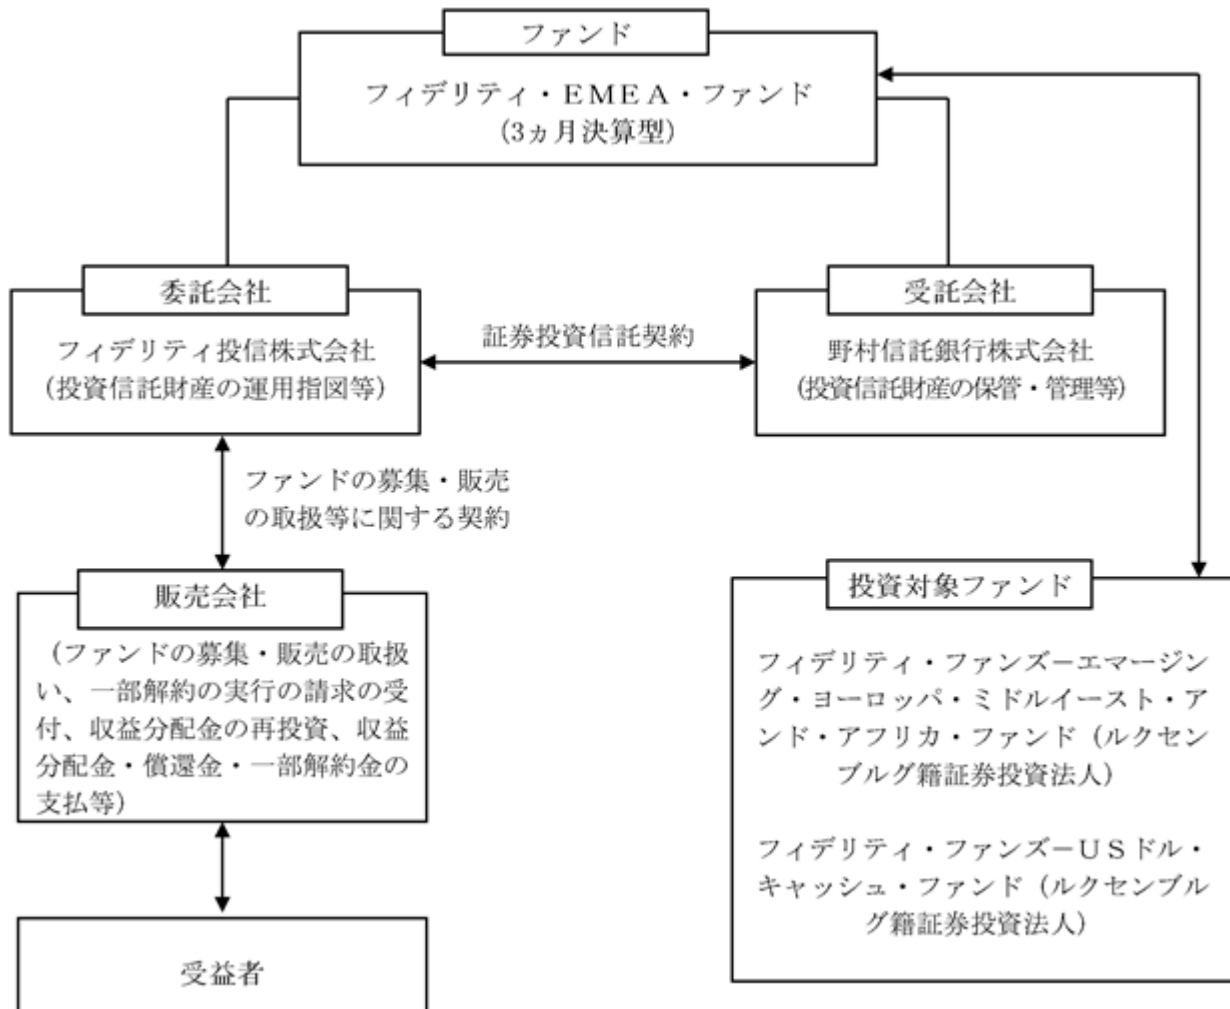 ファンド
フィデリティ・ＥＭＥＡ・ファンド
（3ヵ月決算型）
委託会社
フィデリティ投信株式会社
（投資信託財産の運用指図等）
証券投資信託契約
受託会社
野村信託銀行株式会社
（投資信託財産の保管・管理等）
ファンドの募集・販売
の取扱等に関する契約
販売会社
（ファンドの募集・販売の取扱
い、一部解約の実行の請求の受
付、収益分配金の再投資、収益
分配金・償還金・一部解約金の
支払等）
受益者
投資対象ファンド
フィデリティ・ファンズ－エマージン
グ・ヨーロッパ・ミドルイースト・ア
ンド・アフリカ・ファンド（ルクセン
ブルグ籍証券投資法人）
フィデリティ・ファンズ－ＵＳドル・
キャッシュ・ファンド（ルクセンブル
グ籍証券投資法人）